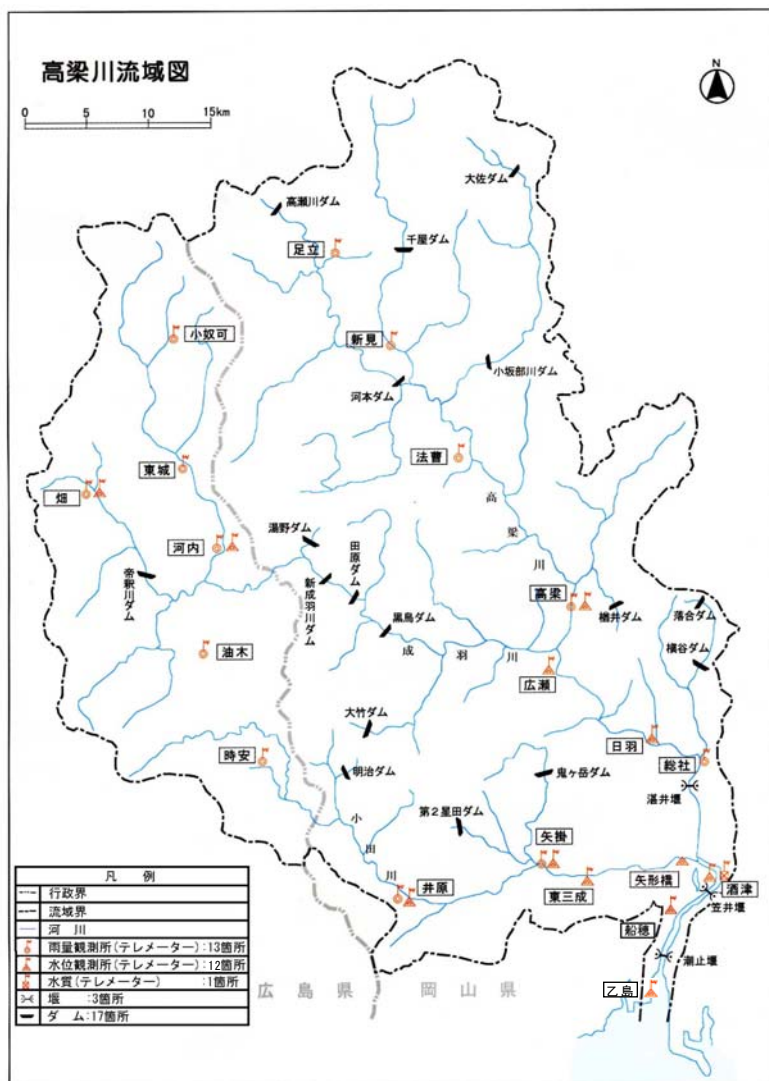 高梁川流域図
N
0 5 10 15km
大佐ダム
高瀬川ダム
千屋ダム
足立
小奴可
新見
小坂部川ダム
河本ダム
法曹
東城
畑
高梁川
湯野ダム
田原ダム
河内
帝釈川ダム
新成羽川ダム
高梁
楢井ダム
落合ダム
黒鳥ダム
成羽川
油木
広瀬
槇谷ダム
大竹ダム
日羽
時安
総社
明治ダム
鬼ヶ岳ダム
湛井堰
第2星田ダム
小田川
矢掛
井原
東三成
矢形橋
酒津
笠井堰
船穂
潮止堰
乙島
広島県 岡山県
凡 例
行政界
流域界
河 川
雨量観測所(テレメーター):13箇所
水位観測所(テレメーター):12箇所
水質(テレメーター) :1箇所
堰 :3箇所
ダ ム:17箇所